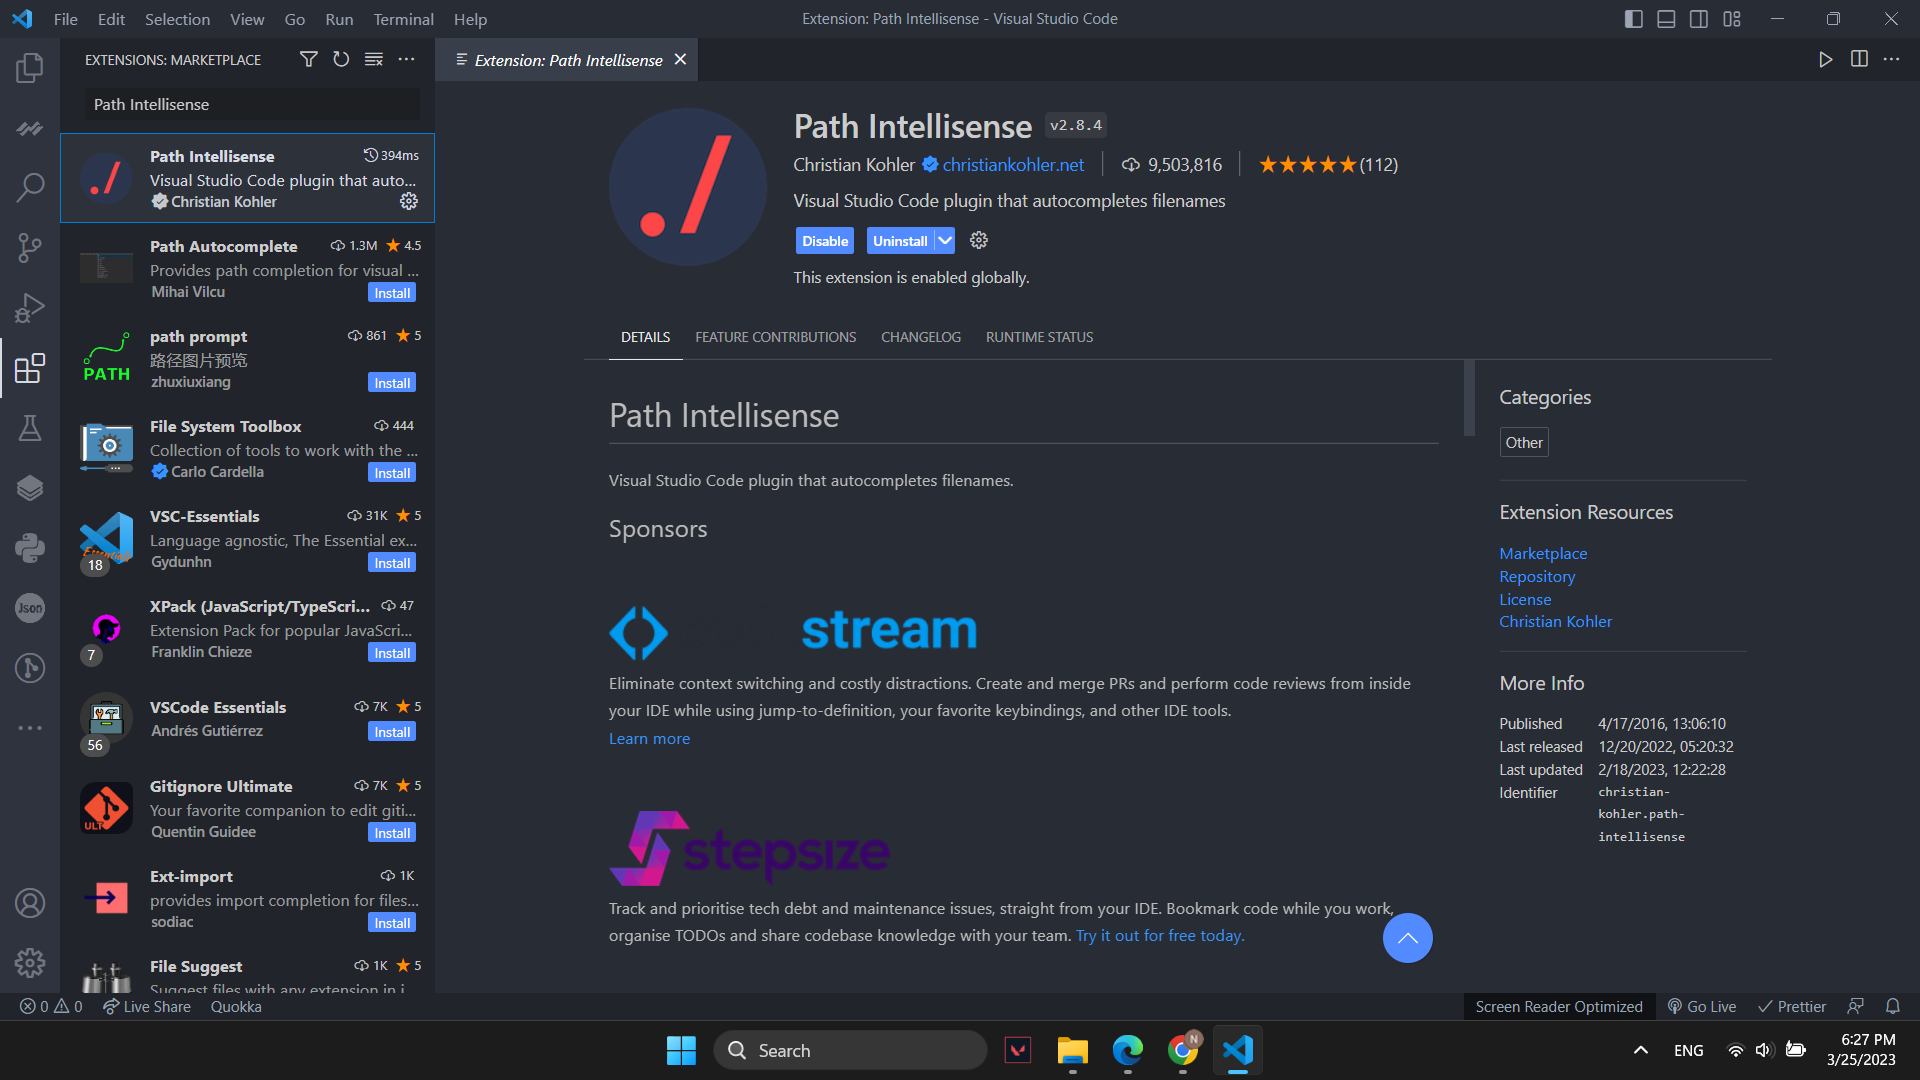 File Edit Selection View Go Run Terminal Help
Extension: Path Intellisense - Visual Studio Code
EXTENSIONS: MARKETPLACE
Path Intellisense
Path Intellisense 394ms
Visual Studio Code plugin that auto...
Christian Kohler
Path Autocomplete 1.3M 4.5
Provides path completion for visual ...
Mihai Vilcu Install
PATH
path prompt 861 5
路径图片预览
zhuxiuxiang Install
File System Toolbox 444
Collection of tools to work with the ...
Carlo Cardella Install
VSC-Essentials 31K 5
Language agnostic, The Essential ex...
Gydunhn Install
Essentials
18
XPack (JavaScript/TypeScri... 47
Extension Pack for popular JavaScri...
Franklin Chieze Install
7
VSCode Essentials 7K 5
Andrés Gutiérrez Install
56
Gitignore Ultimate 7K 5
Your favorite companion to edit giti...
Quentin Guidee Install
ULT
Ext-import 1K
provides import completion for files...
sodiac Install
File Suggest 1K 5
Suggest files with any extension in i
Json
Extension: Path Intellisense
./
Path Intellisense v2.8.4
Christian Kohler christiankohler.net 9,503,816 (112)
Visual Studio Code plugin that autocompletes filenames
Disable Uninstall
This extension is enabled globally.
DETAILS FEATURE CONTRIBUTIONS CHANGELOG RUNTIME STATUS
Path Intellisense
Visual Studio Code plugin that autocompletes filenames.
Sponsors
stream
Eliminate context switching and costly distractions. Create and merge PRs and perform code reviews from inside
your IDE while using jump-to-definition, your favorite keybindings, and other IDE tools.
Learn more
stepsize
Track and prioritise tech debt and maintenance issues, straight from your IDE. Bookmark code while you work,
organise TODOs and share codebase knowledge with your team. Try it out for free today.
Categories
Other
Extension Resources
Marketplace
Repository
License
Christian Kohler
More Info
Published 4/17/2016, 13:06:10
Last released 12/20/2022, 05:20:32
Last updated 2/18/2023, 12:22:28
Identifier christian-
kohler.path-
intellisense
0 0 Live Share Quokka
Screen Reader Optimized Go Live Prettier
Search
N
ENG
6:27 PM
3/25/2023